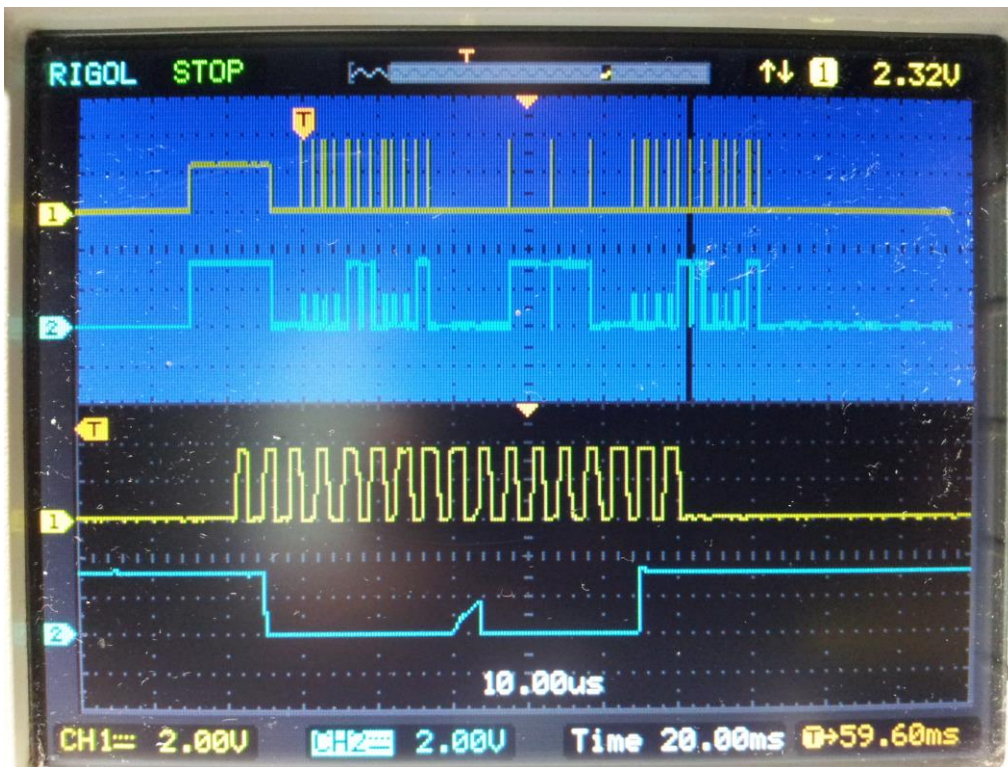 RIGOL STOP T ↑↓ 1 2.32V
T
1
2
T
1
2
10.00us
CH1 2.00V CH2 2.00V Time 20.00ms T→59.60ms